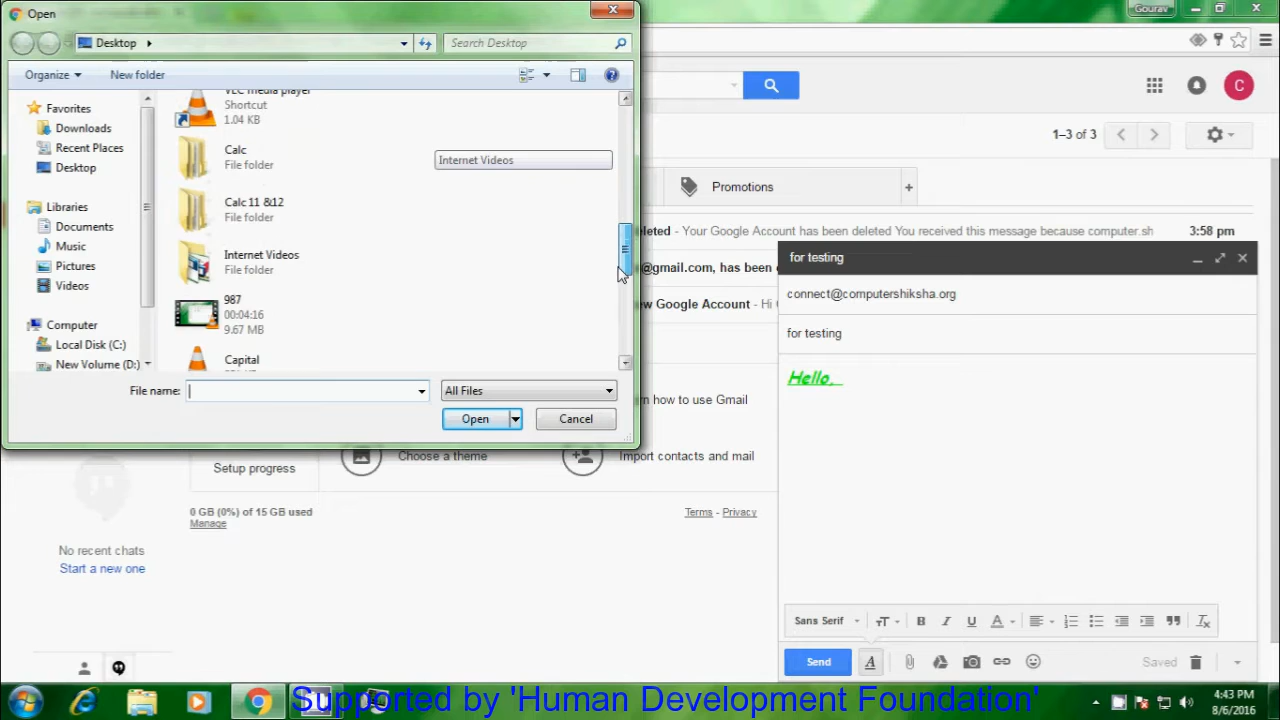 Open
Gourav
Desktop
Search Desktop
Organize
New folder
Favorites
Downloads
Recent Places
Desktop
Libraries
Documents
Music
Pictures
Videos
Computer
Local Disk (C:)
New Volume (D:)
VLC media player
Shortcut
1.04 KB
Calc
File folder
Calc 11 &12
File folder
Internet Videos
File folder
987
00:04:16
9.67 MB
Capital
Internet Videos
File name:
All Files
Open
Cancel
C
1–3 of 3
Promotions
+
leted - Your Google Account has been deleted You received this message because computer.sh
3:58 pm
@gmail.com, has been
ew Google Account - Hi
n how to use Gmail
Setup progress
Choose a theme
Import contacts and mail
0 GB (0%) of 15 GB used
Manage
Terms - Privacy
No recent chats
Start a new one
for testing
connect@computershiksha.org
for testing
Hello,
Sans Serif
Send
Saved
Supported by 'Human Development Foundation'
4:43 PM
8/6/2016